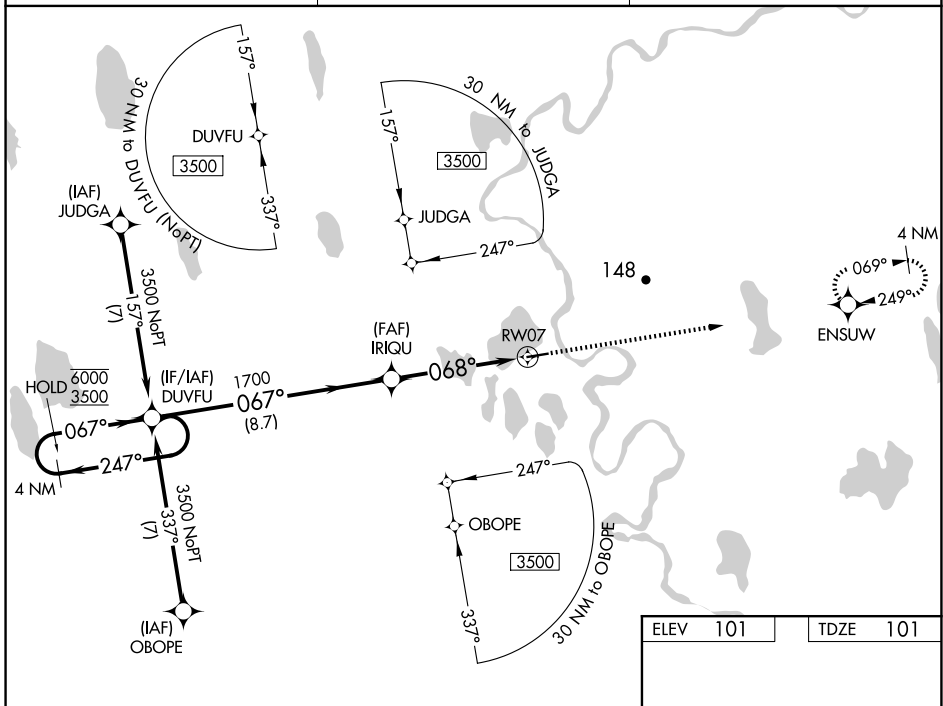 157°
30 NM to DUVFU (NoPT)
DUVFU
3500
337°
30 NM to JUDGA
157°
3500
JUDGA
247°
(IAF)
JUDGA
3500 NoPT
157°
(7)
148
4 NM
069°
249°
ENSUW
HOLD
6000
3500
(IF/IAF)
DUVFU
1700
067°
(8.7)
(FAF)
IRIQU
068°
RW07
067°
247°
4 NM
3500 NoPT
337°
(7)
(IAF)
OBOPE
247°
OBOPE
3500
337°
30 NM to OBOPE
ELEV 101
TDZE 101